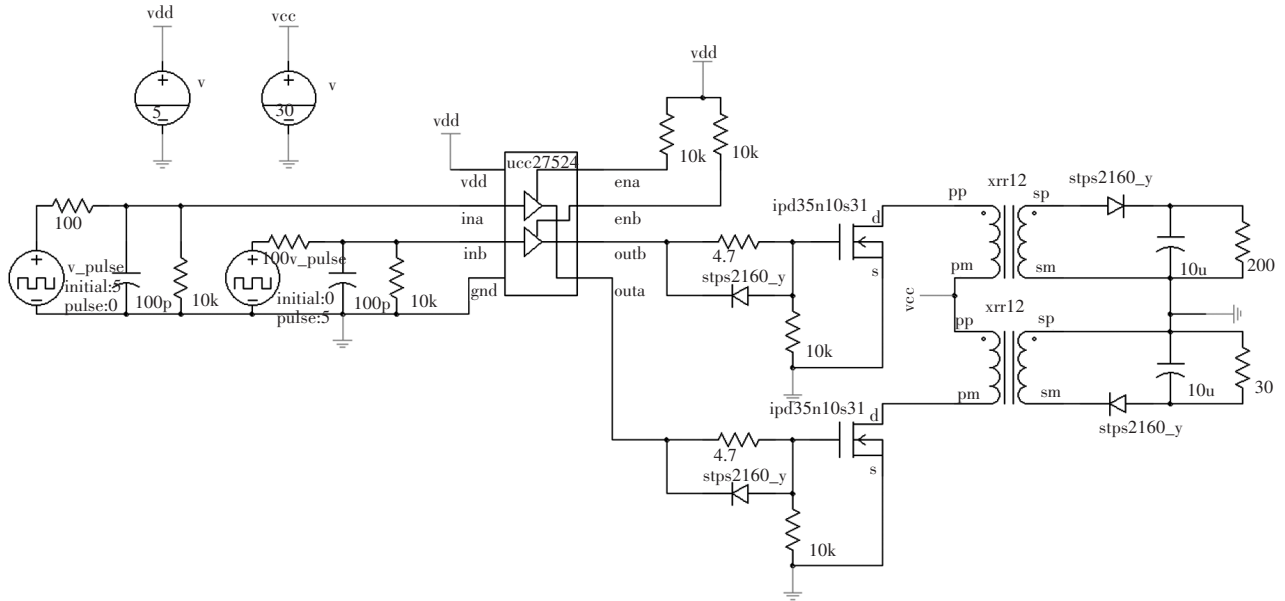 vdd
vcc
v
5
v
30
vdd
vdd
ucc27524
10k
10k
vdd
ena
ina
enb
inb
outb
gnd
outa
100
v_pulse
initial:5
pulse:0
100p
10k
100
v_pulse
initial:0
pulse:5
100p
10k
4.7
stps2160_y
10k
ipd35n10s31
d
s
4.7
stps2160_y
10k
ipd35n10s31
d
s
vcc
pp
xrr12
sp
pm
sm
stps2160_y
10u
200
xrr12
pp
sp
pm
sm
10u
30
stps2160_y